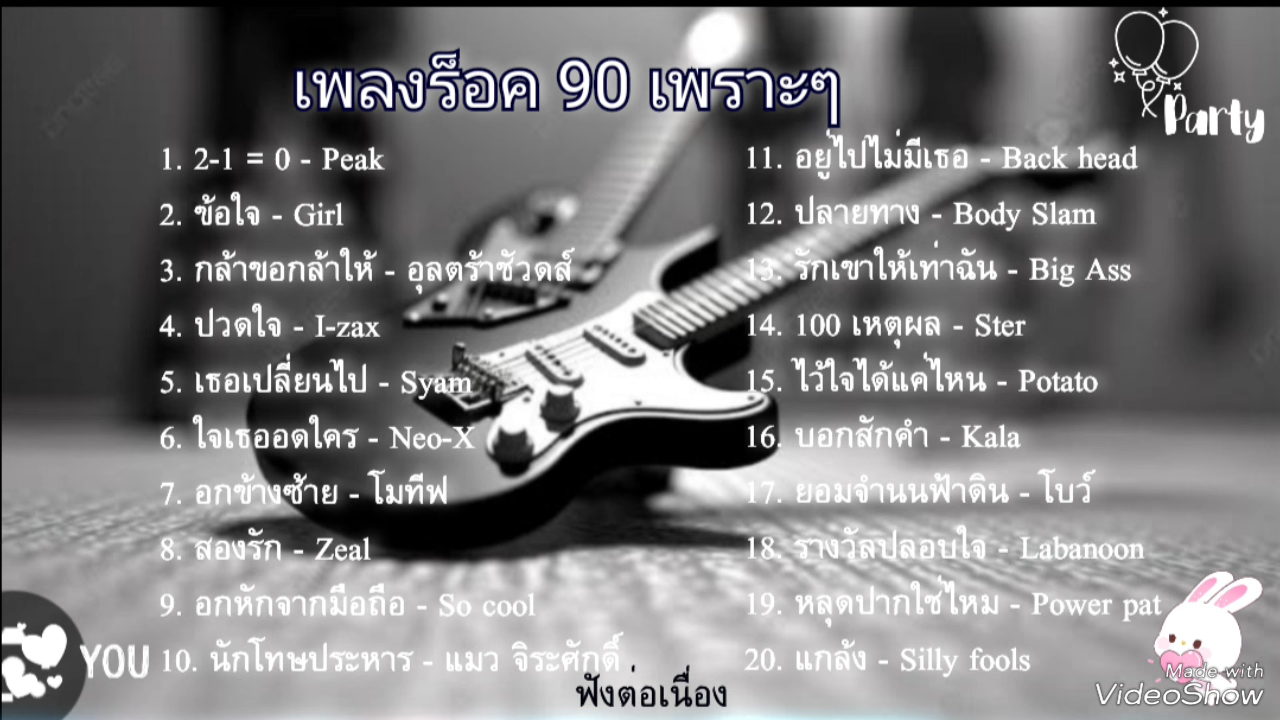 เพลงร็อค 90 เพราะๆ
Party
1. 2-1 = 0 - Peak
2. ข้อใจ - Girl
3. กล้าขอกล้าให้ - อุลตร้าชัวดส์
4. ปวดใจ - I-zax
5. เธอเปลี่ยนไป - Syam
6. ใจเธออดใคร - Neo-X
7. อกข้างซ้าย - โมทีฟ
8. สองรัก - Zeal
9. อกหักจากมือถือ - So cool
10. นักโทษประหาร - แมว จิระศักดิ์
11. อยู่ไปไม่มีเธอ - Back head
12. ปลายทาง - Body Slam
13. รักเขาให้เท่าฉัน - Big Ass
14. 100 เหตุผล - Ster
15. ไว้ใจได้แค่ไหน - Potato
16. บอกสักคำ - Kala
17. ยอมจำนนฟ้าดิน - โบว์
18. รางวัลปลอบใจ - Labanoon
19. หลุดปากใช่ไหม - Power pat
20. แกล้ง - Silly fools
YOU
ฟังต่อเนื่อง
Made with
VideoShow